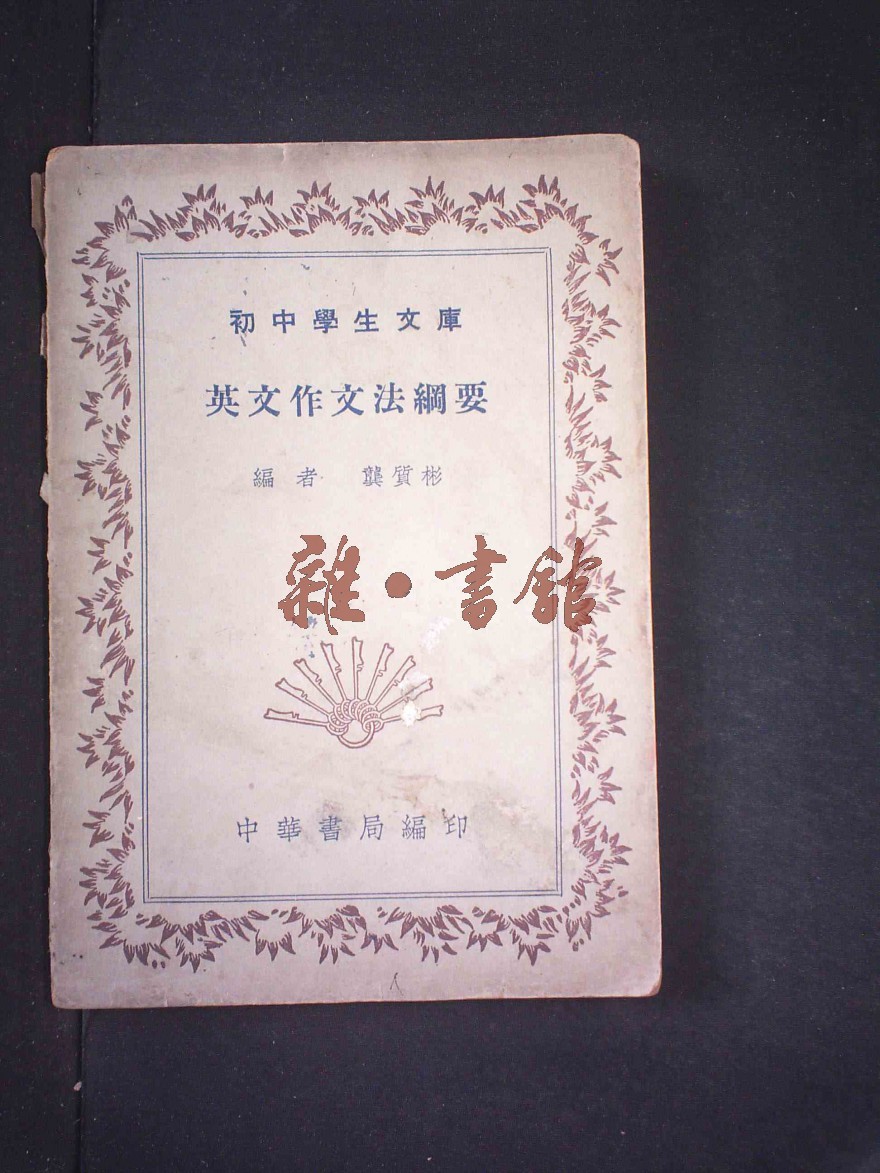 初中學生文庫
英文作文法綱要
編者 龔質彬
雜·書館
中華書局編印